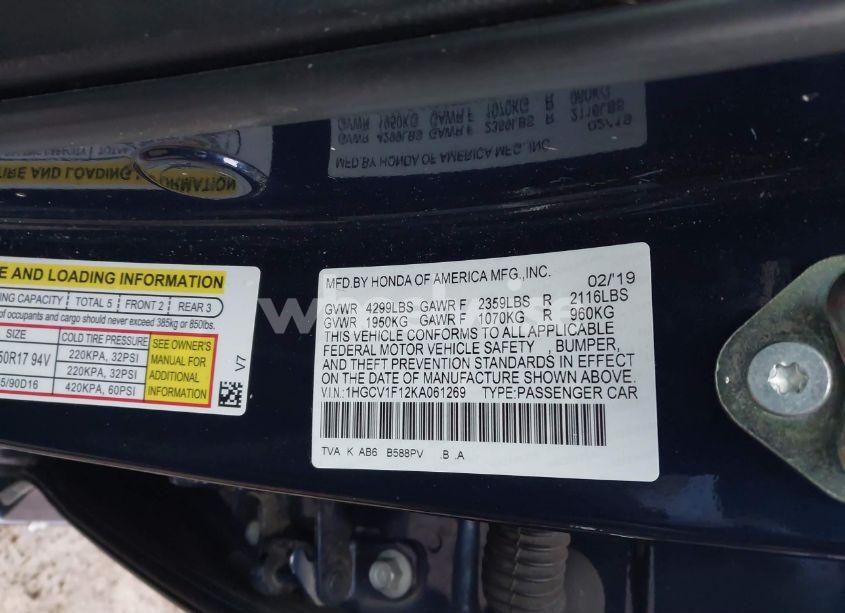 MFD.BY HONDA OF AMERICA MFG.,INC. 02/19
GVWR 4299LBS GAWR F 2359LBS R 2116LBS
GVWR 1950KG GAWR F 1070KG R 960KG
THIS VEHICLE CONFORMS TO ALL APPLICABLE
FEDERAL MOTOR VEHICLE SAFETY , BUMPER,
AND THEFT PREVENTION STANDARDS IN EFFECT
ON THE DATE OF MANUFACTURE SHOWN ABOVE.
V.I.N.:1HGCV1F12KA061269 TYPE:PASSENGER CAR
TVA K AB6 B588PV .B .A
E AND LOADING INFORMATION
ING CAPACITY TOTAL 5 FRONT 2 REAR 3
of occupants and cargo should never exceed 385kg or 850lbs.
SIZE COLD TIRE PRESSURE
50R17 94V 220KPA, 32PSI
220KPA, 32PSI
5/90D16 420KPA, 60PSI
SEE OWNER'S
MANUAL FOR
ADDITIONAL
INFORMATION
V7